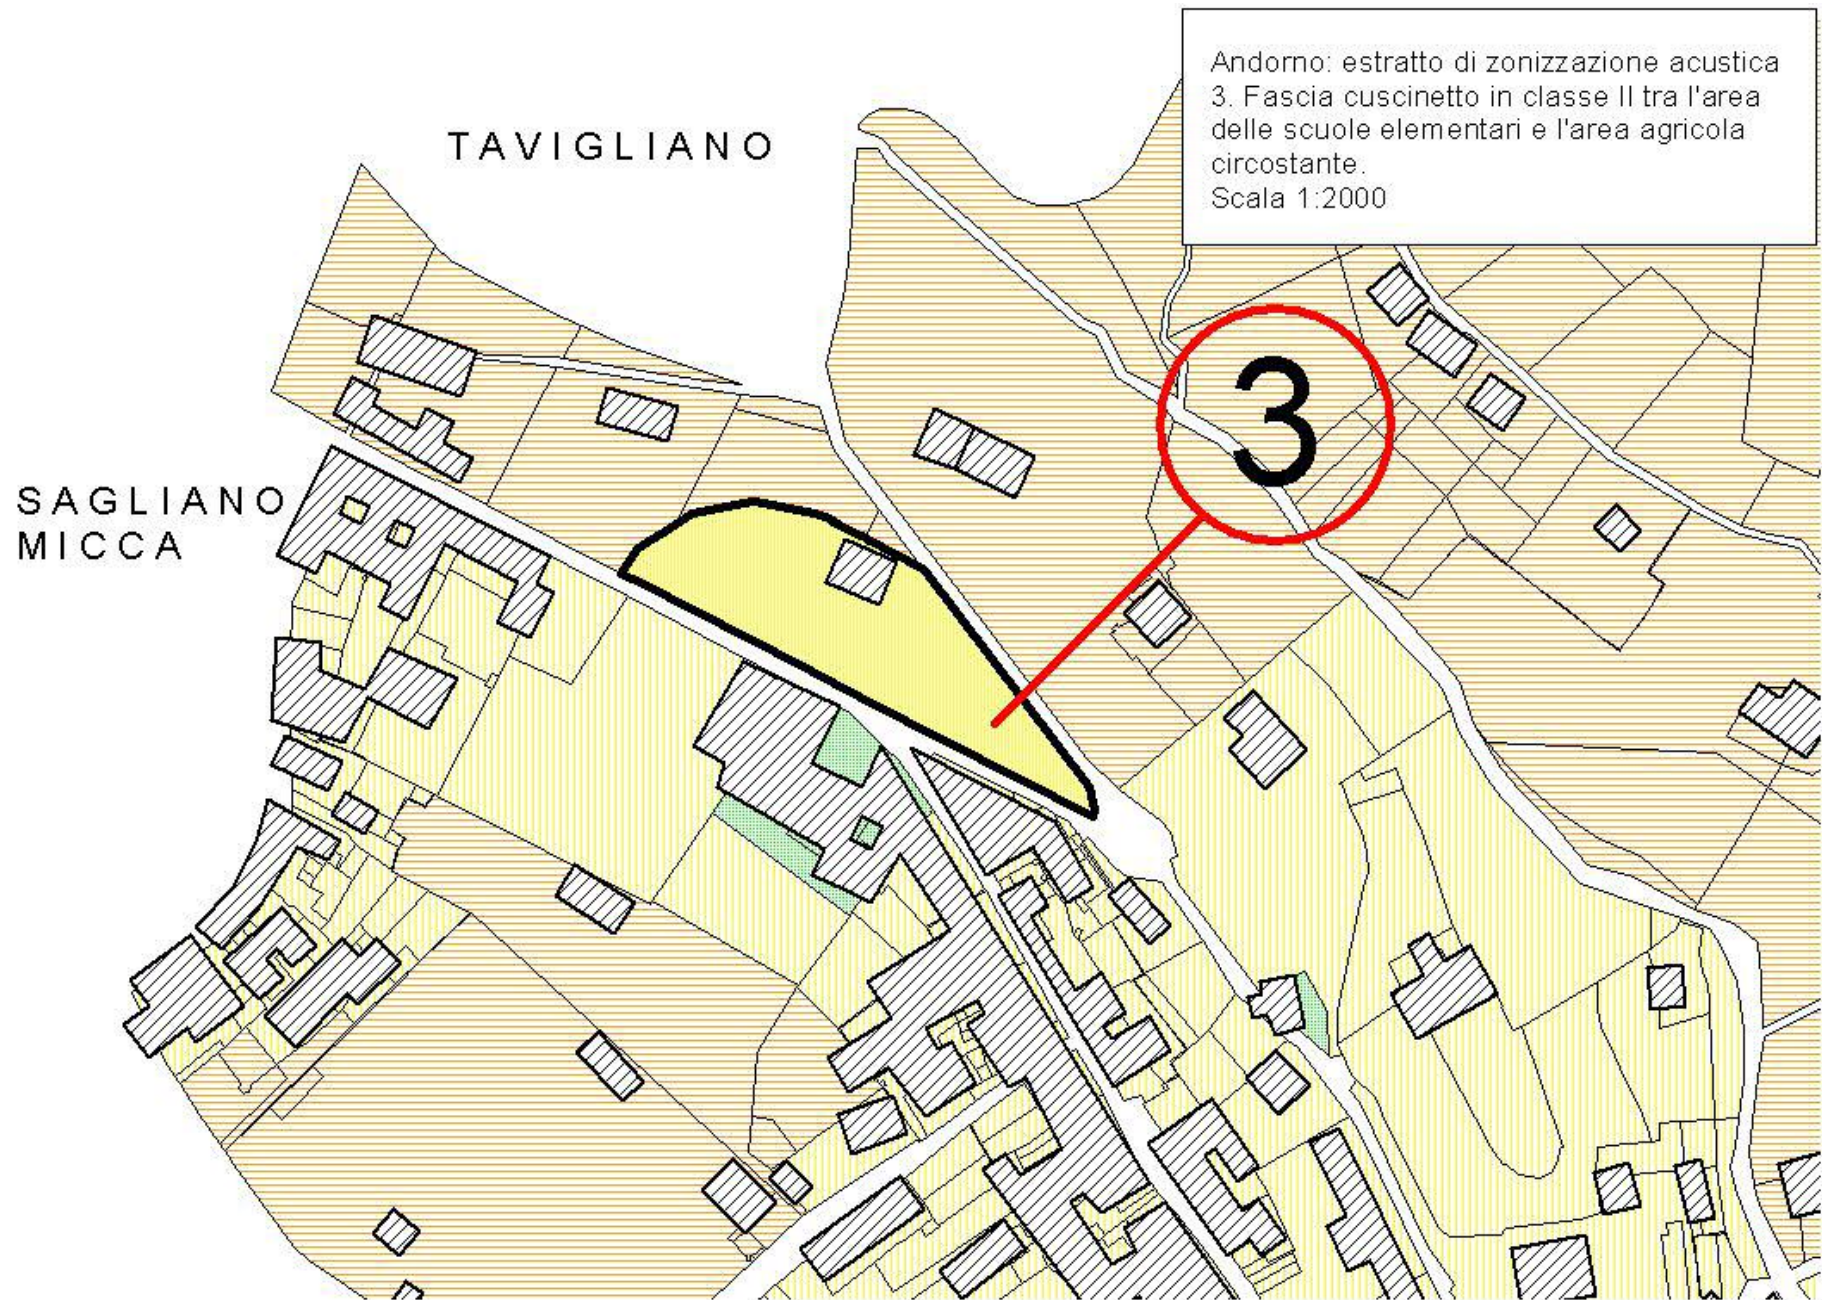 Andorno: estratto di zonizzazione acustica
3. Fascia cuscinetto in classe II tra l'area
delle scuole elementari e l'area agricola
circostante.
Scala 1:2000
TAVIGLIANO
3
SAGLIANO
MICCA